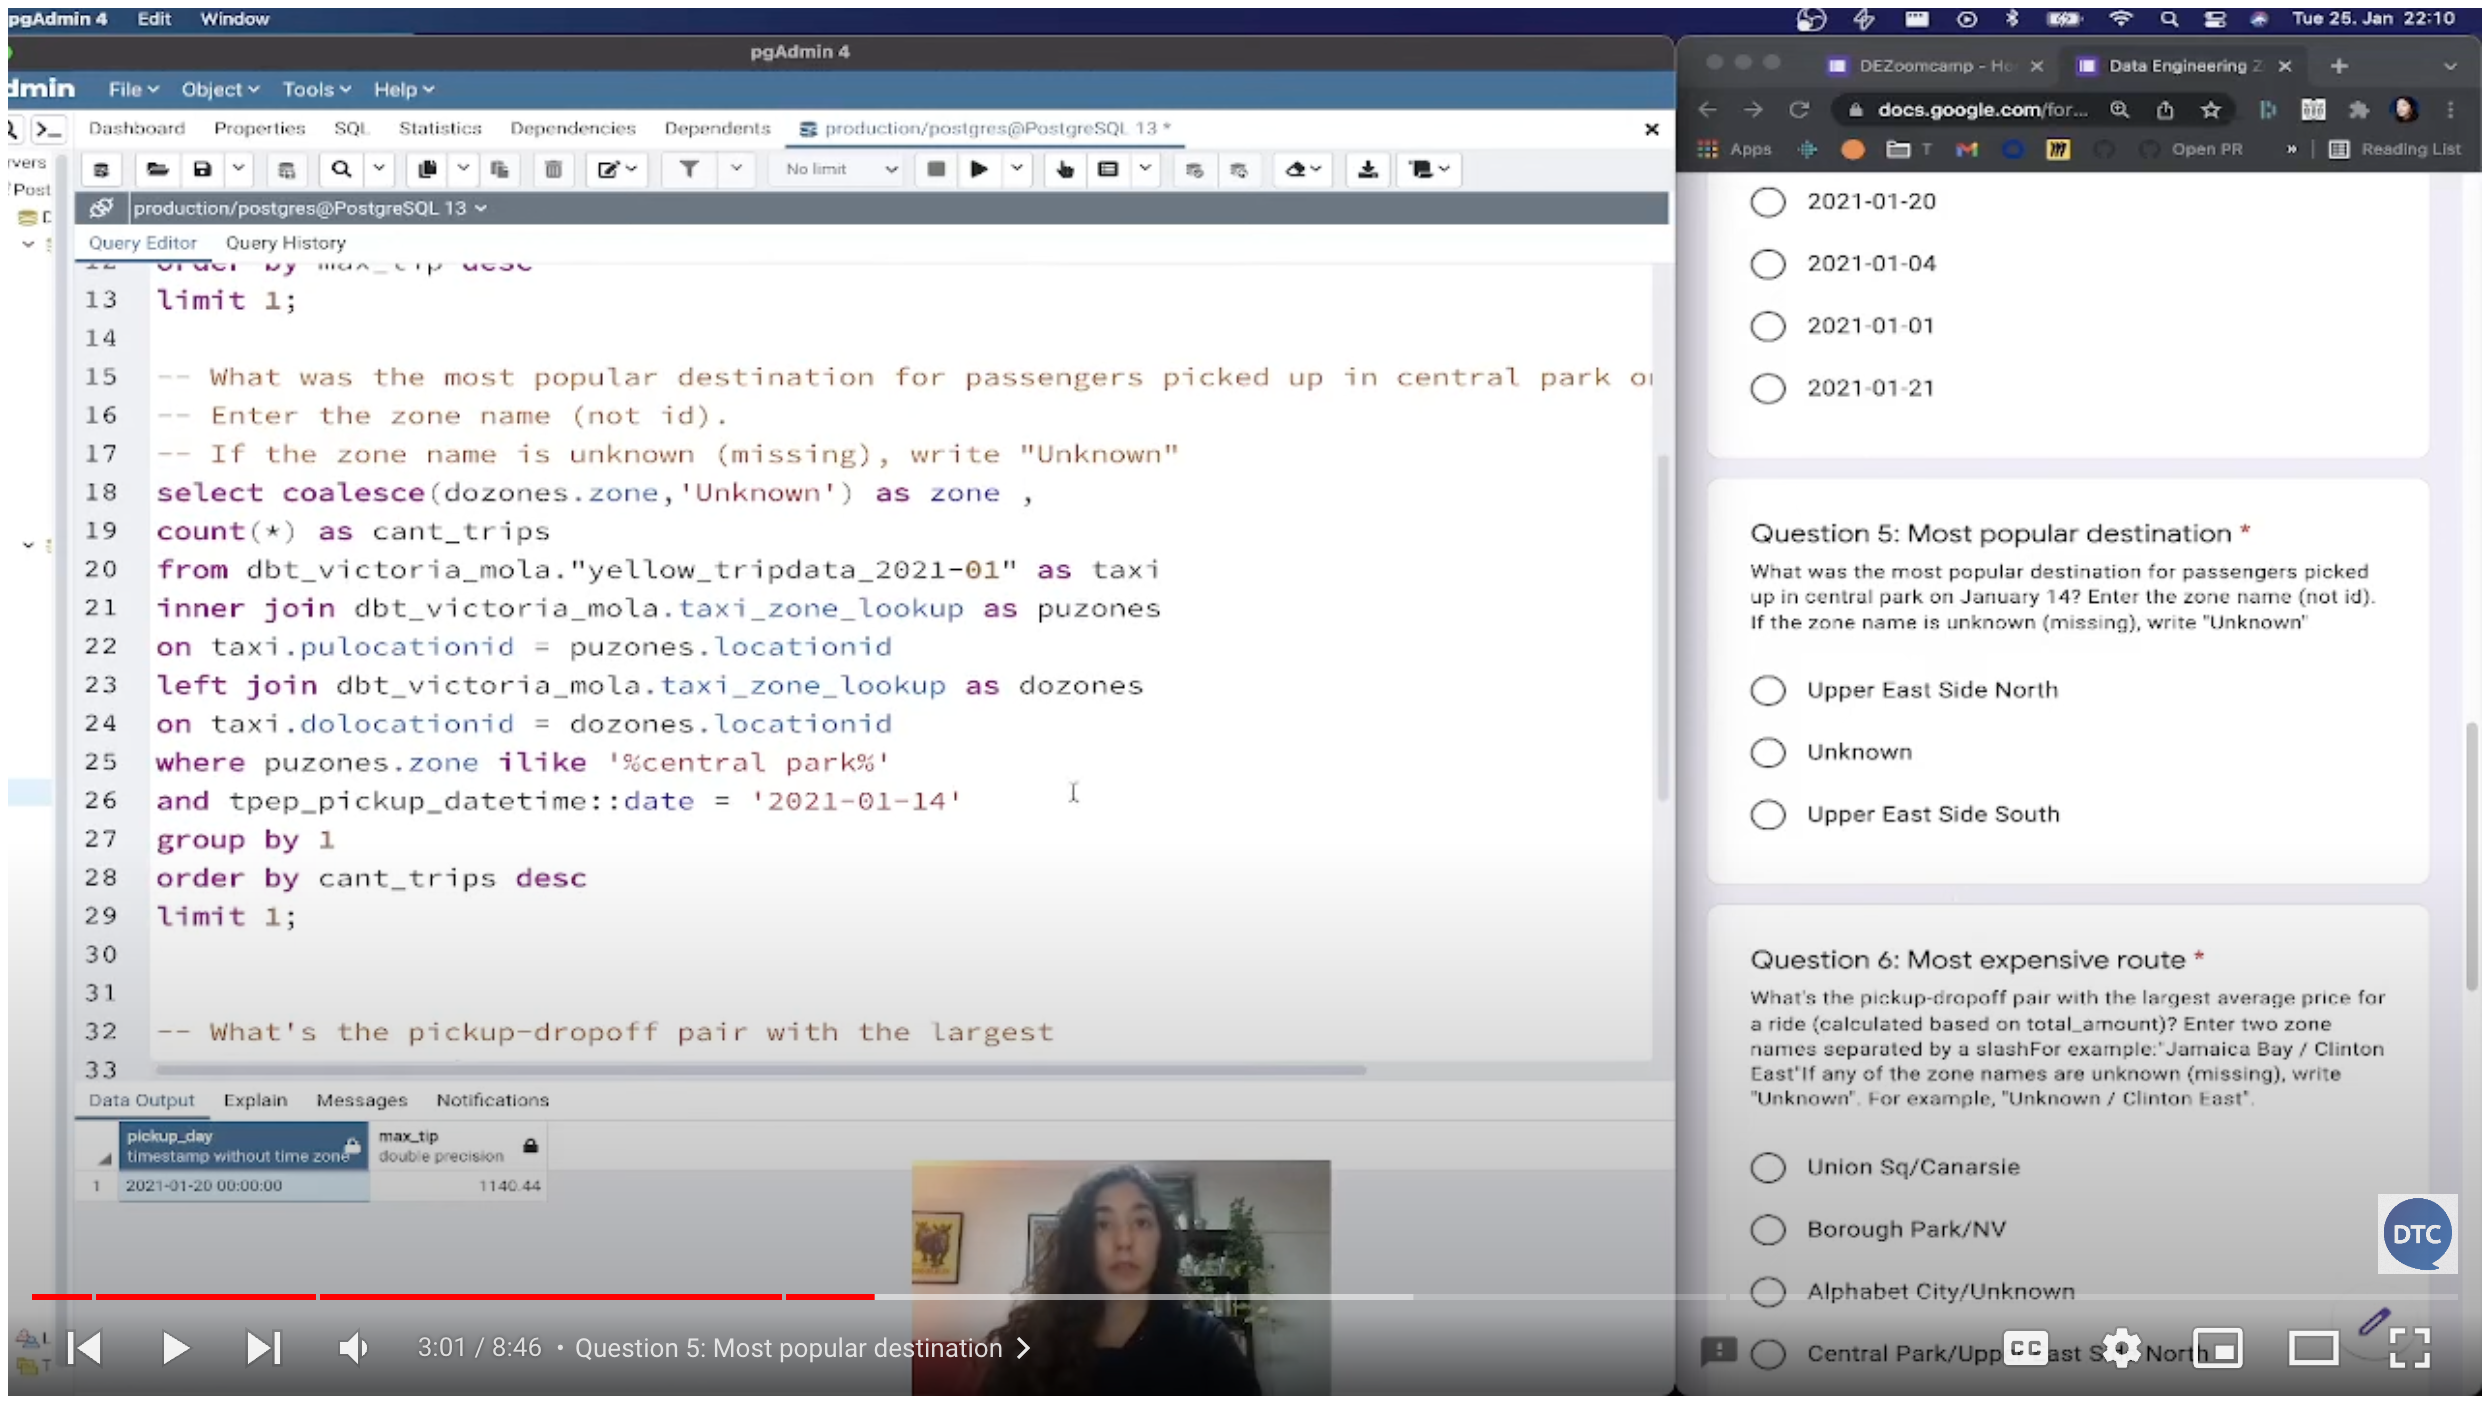 pgAdmin 4 Edit Window
Tue 25. Jan 22:10
pgAdmin 4
dmin File Object Tools Help
Dashboard Properties SQL Statistics Dependencies Dependents production/postgres@PostgreSQL 13 *
No limit
production/postgres@PostgreSQL 13
Query Editor Query History
rvers
Post
12 order by max_tip desc
13 limit 1;
14
15 -- What was the most popular destination for passengers picked up in central park
16 -- Enter the zone name (not id).
17 -- If the zone name is unknown (missing), write "Unknown"
18 select coalesce(dozones.zone,'Unknown') as zone ,
19 count(*) as cant_trips
20 from dbt_victoria_mola."yellow_tripdata_2021-01" as taxi
21 inner join dbt_victoria_mola.taxi_zone_lookup as puzones
22 on taxi.pulocationid = puzones.locationid
23 left join dbt_victoria_mola.taxi_zone_lookup as dozones
24 on taxi.dolocationid = dozones.locationid
25 where puzones.zone ilike '%central park%'
26 and tpep_pickup_datetime::date = '2021-01-14'
27 group by 1
28 order by cant_trips desc
29 limit 1;
30
31
32 -- What's the pickup-dropoff pair with the largest
33
Data Output Explain Messages Notifications
pickup_day max_tip
timestamp without time zone double precision
1 2021-01-20 00:00:00 1140.44
DEZoomcamp - Ho Data Engineering Z
docs.google.com/for...
Apps T Open PR » Reading List
2021-01-20
2021-01-04
2021-01-01
2021-01-21
Question 5: Most popular destination *
What was the most popular destination for passengers picked
up in central park on January 14? Enter the zone name (not id).
If the zone name is unknown (missing), write "Unknown"
Upper East Side North
Unknown
Upper East Side South
Question 6: Most expensive route *
What's the pickup-dropoff pair with the largest average price for
a ride (calculated based on total_amount)? Enter two zone
names separated by a slashFor example:"Jamaica Bay / Clinton
East"If any of the zone names are unknown (missing), write
"Unknown". For example, "Unknown / Clinton East".
Union Sq/Canarsie
Borough Park/NV
Alphabet City/Unknown
Central Park/Upper East Side North
DTC
3:01 / 8:46 • Question 5: Most popular destination
CC